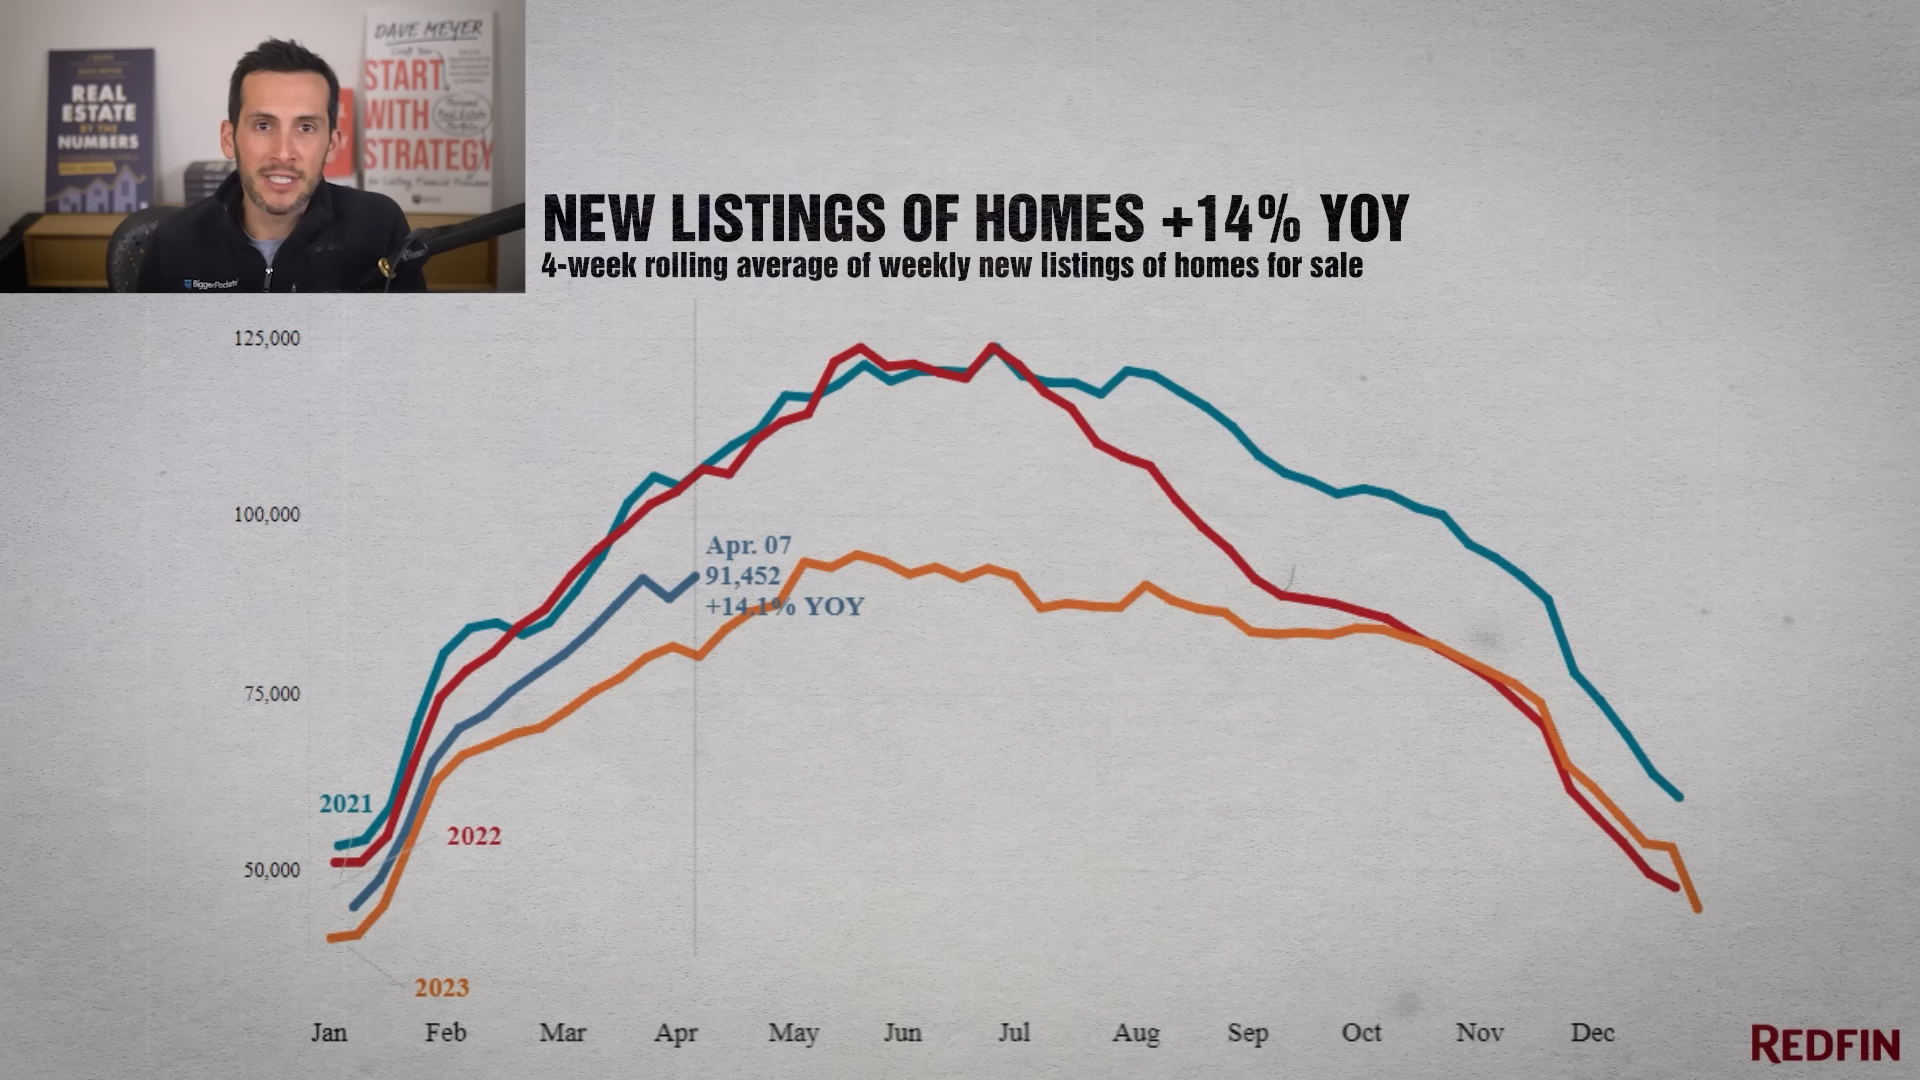 REAL
ESTATE
BY THE
NUMBERS
DAVE MEYER
START
WITH
STRATEGY
BiggerPockets
NEW LISTINGS OF HOMES +14% YOY
4-week rolling average of weekly new listings of homes for sale
125,000
100,000
75,000
50,000
Apr. 07
91,452
+14.1% YOY
2021
2022
2023
Jan Feb Mar Apr May Jun Jul Aug Sep Oct Nov Dec
REDFIN